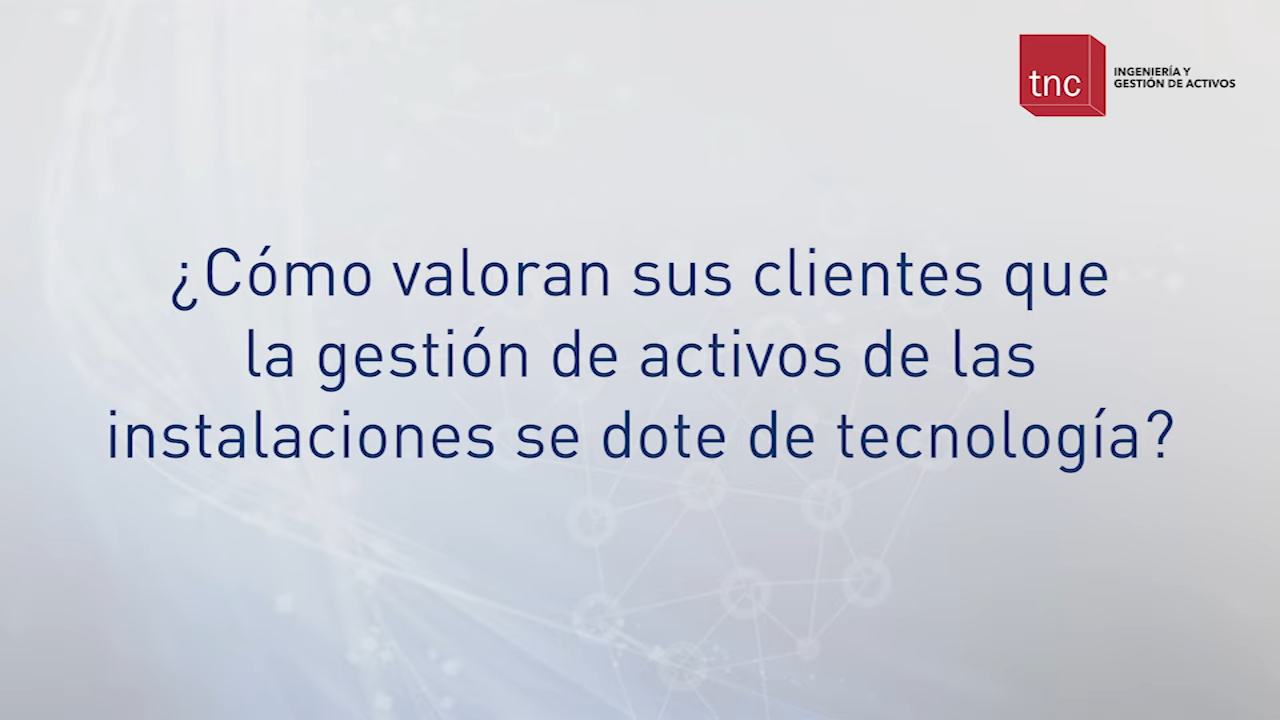 tnc
INGENIERÍA Y
GESTIÓN DE ACTIVOS
¿Cómo valoran sus clientes que
la gestión de activos de las
instalaciones se dote de tecnología?